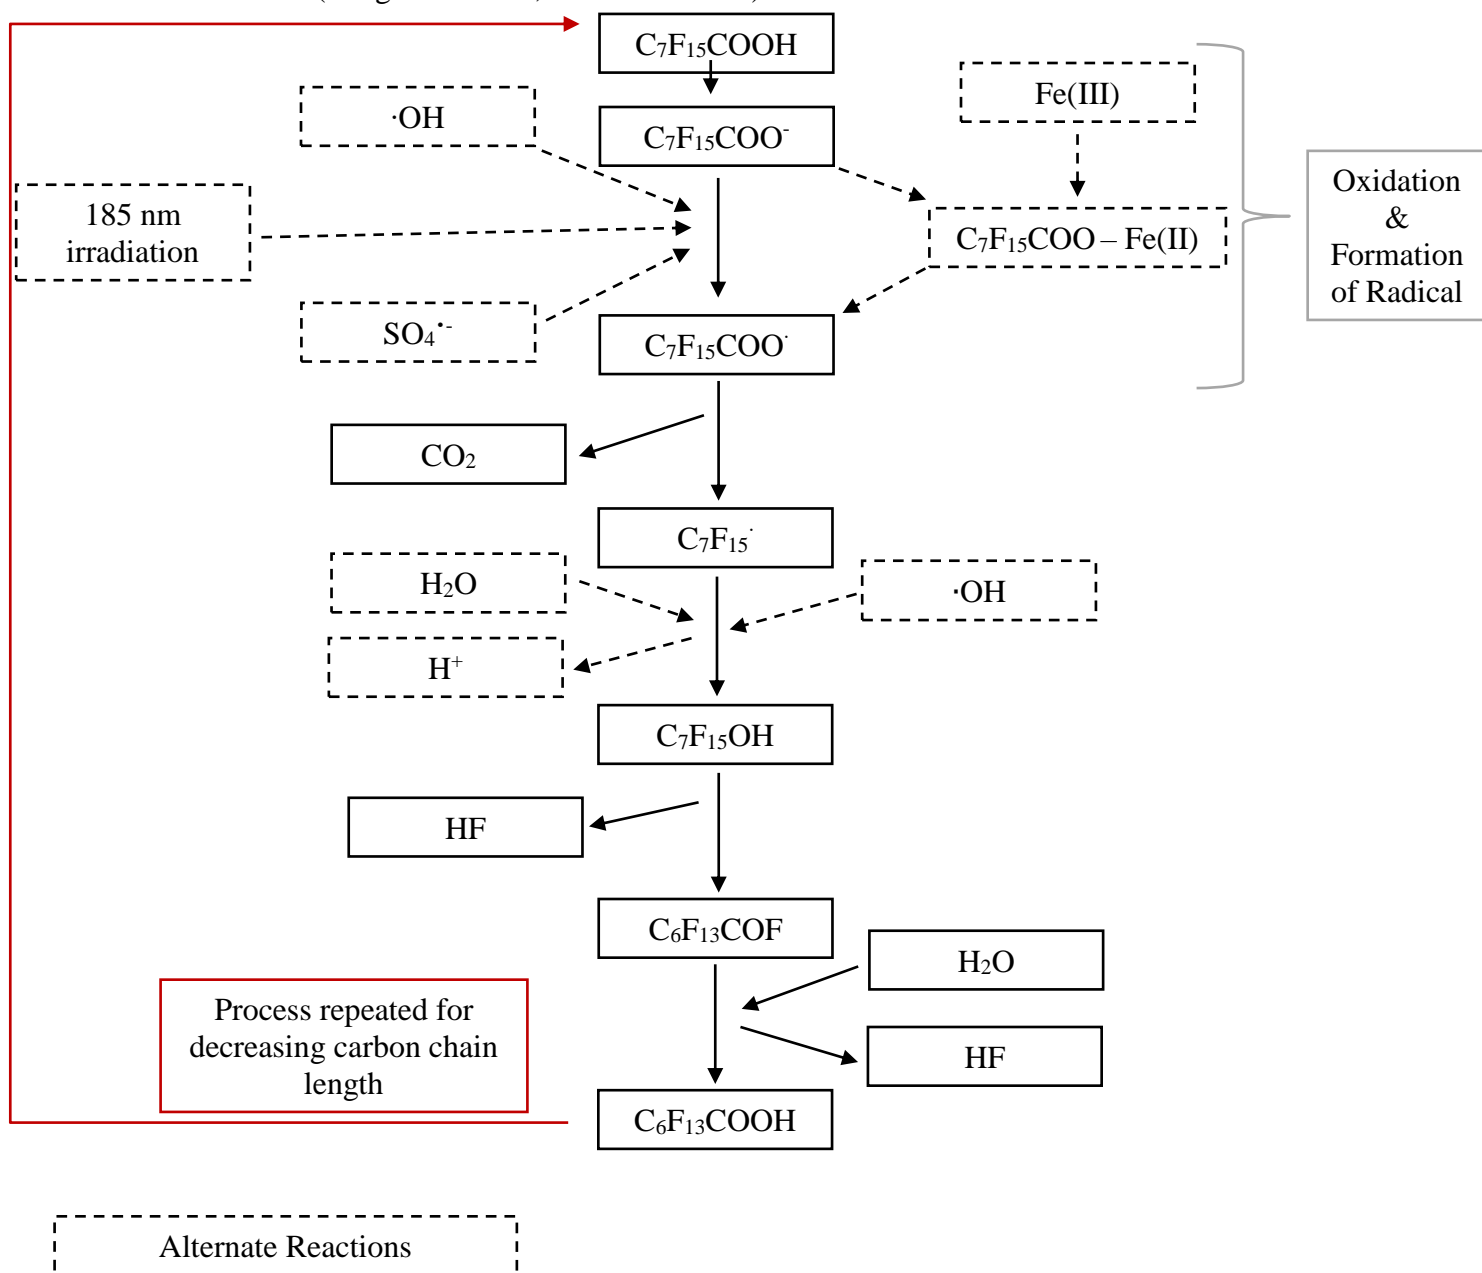 C₇F₁₅COOH
·OH
C₇F₁₅COO⁻
Fe(III)
185 nm
irradiation
C₇F₁₅COO – Fe(II)
Oxidation
&
Formation
of Radical
SO₄•⁻
C₇F₁₅COO·
CO₂
C₇F₁₅·
H₂O
·OH
H⁺
C₇F₁₅OH
HF
C₆F₁₃COF
H₂O
Process repeated for
decreasing carbon chain
length
HF
C₆F₁₃COOH
Alternate Reactions